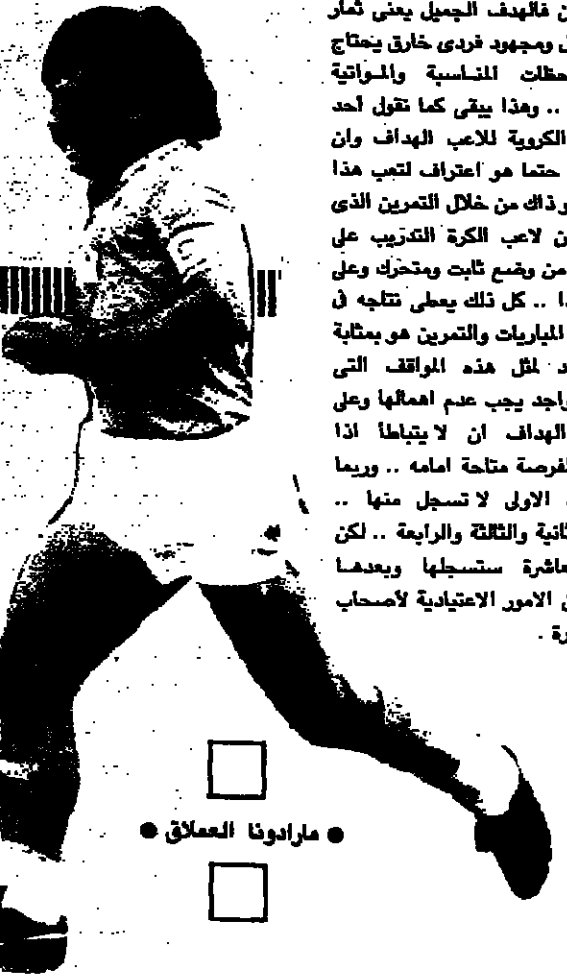 ن فالهدف الجميل يعنى ثمار
ل ومجهود فردى خارق يحتاج
حظات المناسبة والمواتية
.. وهذا يبقى كما تقول أحد
الكروية للاعب الهداف وان
حتما هو اعتراف لتعب هذا
و ذاك من خلال التمرين الذى
ن لاعب الكرة التدريب على
من وضع ثابت ومتحرك وعلى
ذا .. كل ذلك يعطى نتاجه فى
المباريات والتمرين هو بمثابة
د لمثل هذه المواقف التى
واجد يجب عدم اهمالها وعلى
الهداف ان لا يتباطأ اذا
لفرصة متاحة امامه .. وربما
الاولى لا تسجل منها ..
ثانية والثالثة والرابعة .. لكن
عاشرة ستسجلها وبعدها
ن الامور الاعتيادية لأصحاب
رة .
● مارادونا العملاق ●